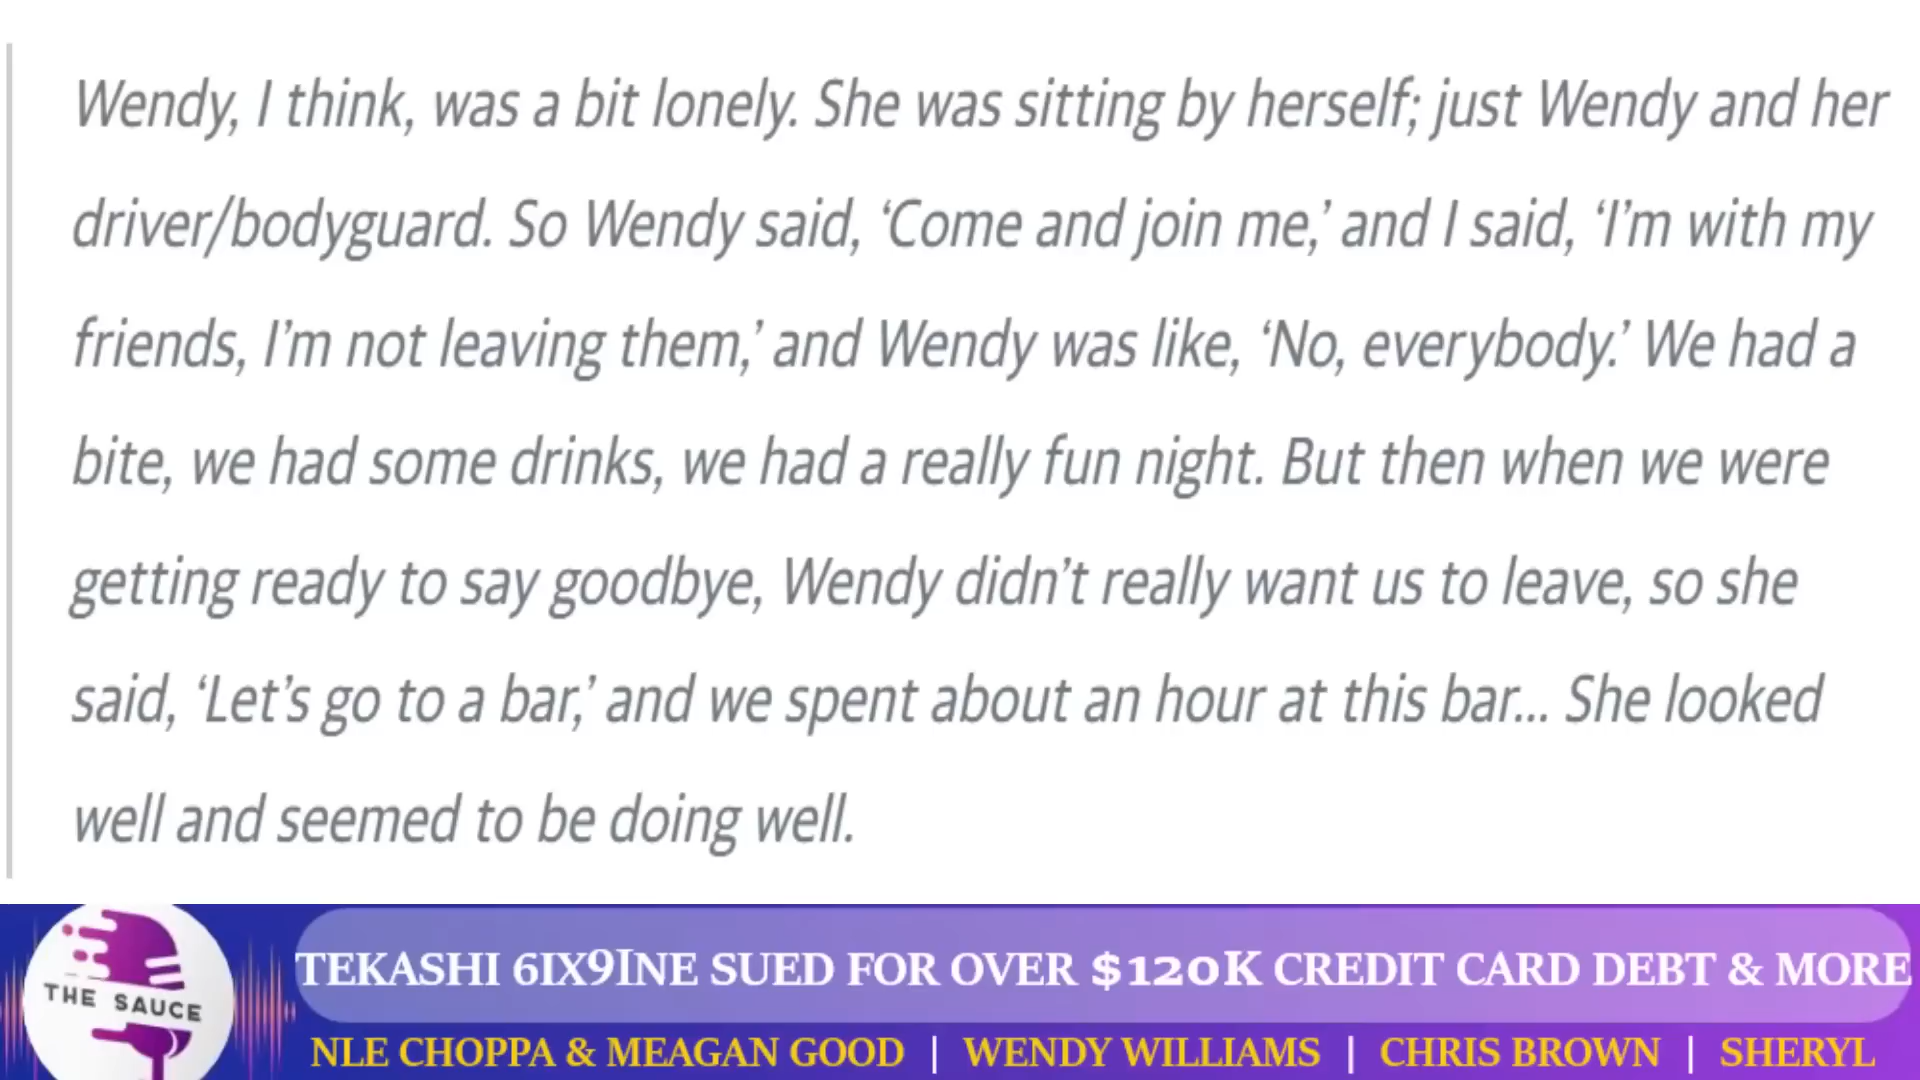 Wendy, I think, was a bit lonely. She was sitting by herself; just Wendy and her
driver/bodyguard. So Wendy said, ‘Come and join me,’ and I said, ‘I’m with my
friends, I’m not leaving them,’ and Wendy was like, ‘No, everybody.’ We had a
bite, we had some drinks, we had a really fun night. But then when we were
getting ready to say goodbye, Wendy didn’t really want us to leave, so she
said, ‘Let’s go to a bar,’ and we spent about an hour at this bar... She looked
well and seemed to be doing well.
THE SAUCE
TEKASHI 6IX9INE SUED FOR OVER $120K CREDIT CARD DEBT & MORE
NLE CHOPPA & MEAGAN GOOD | WENDY WILLIAMS | CHRIS BROWN | SHERYL